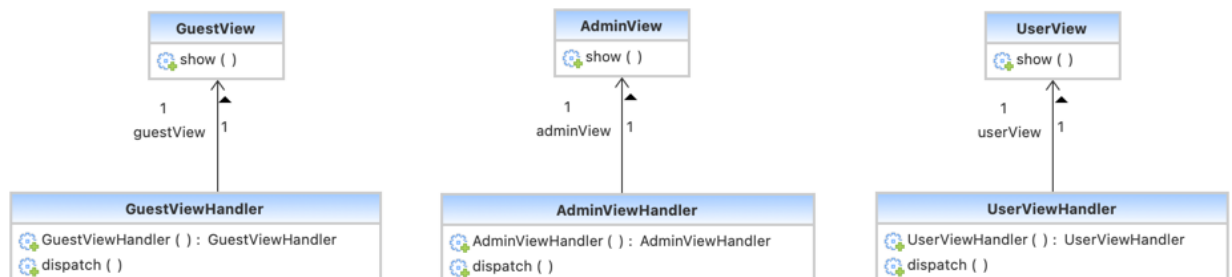 GuestView
show ( )
1
guestView
1
GuestViewHandler
GuestViewHandler ( ) : GuestViewHandler
dispatch ( )
AdminView
show ( )
1
adminView
1
AdminViewHandler
AdminViewHandler ( ) : AdminViewHandler
dispatch ( )
UserView
show ( )
1
userView
1
UserViewHandler
UserViewHandler ( ) : UserViewHandler
dispatch ( )